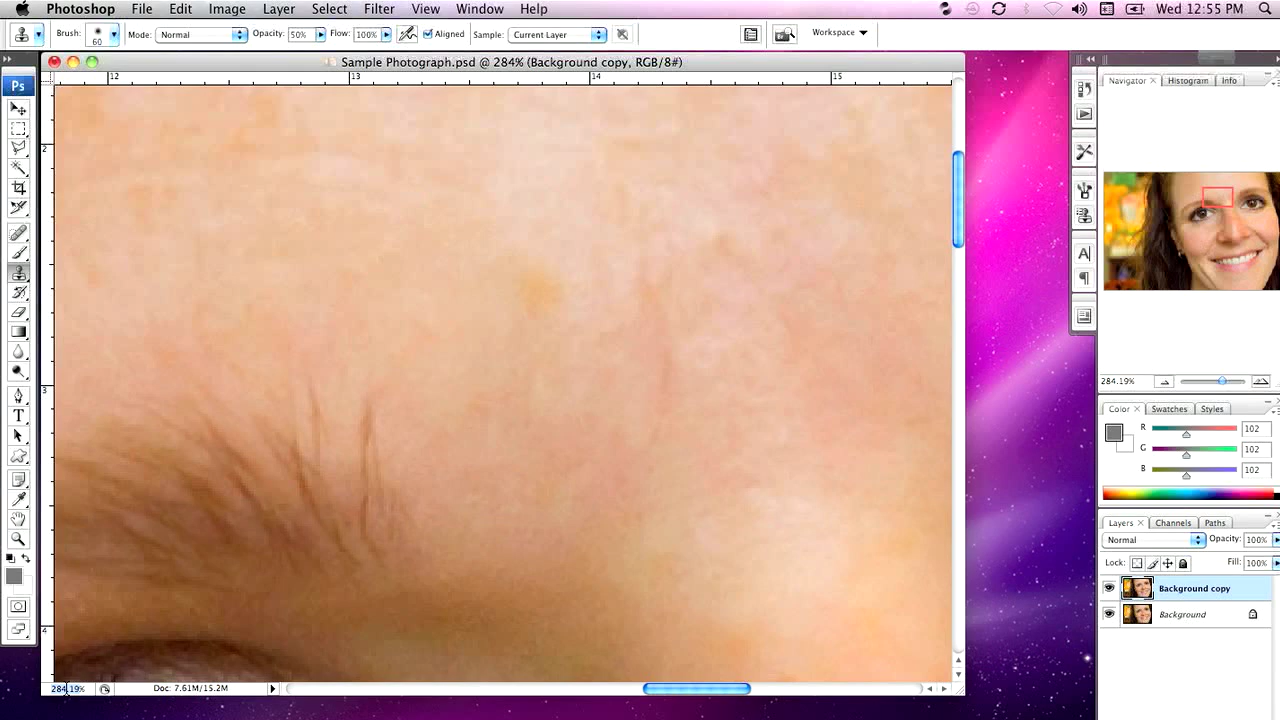 Photoshop File Edit Image Layer Select Filter View Window Help Wed 12:55 PM
Brush: 60 Mode: Normal Opacity: 50% Flow: 100% Aligned Sample: Current Layer Workspace
Sample Photograph.psd @ 284% (Background copy, RGB/8#)
12 13 14 15
2
3
4
Ps
A
Navigator Histogram Info
284.19%
Color Swatches Styles
R 102
G 102
B 102
Layers Channels Paths
Normal Opacity: 100%
Lock: Fill: 100%
Background copy
Background
284.19% Doc: 7.61M/15.2M